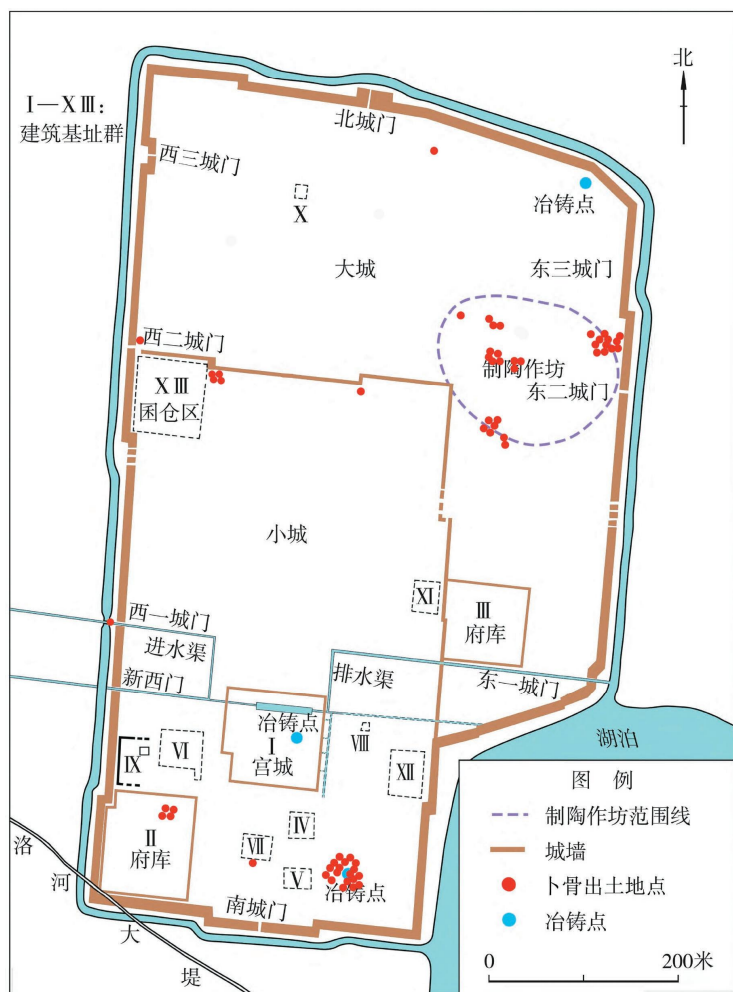 北
I—XIII：
建筑基址群
北城门
西三城门
冶铸点
X
大城
东三城门
西二城门
制陶作坊
XIII
囷仓区
东二城门
小城
XI
III
府库
西一城门
进水渠
排水渠
新西门
东一城门
冶铸点
I
宫城
VIII
湖泊
IX
VI
XII
图例
制陶作坊范围线
城墙
卜骨出土地点
冶铸点
0
200米
II
府库
IV
VII
V
冶铸点
南城门
洛
河
大
堤